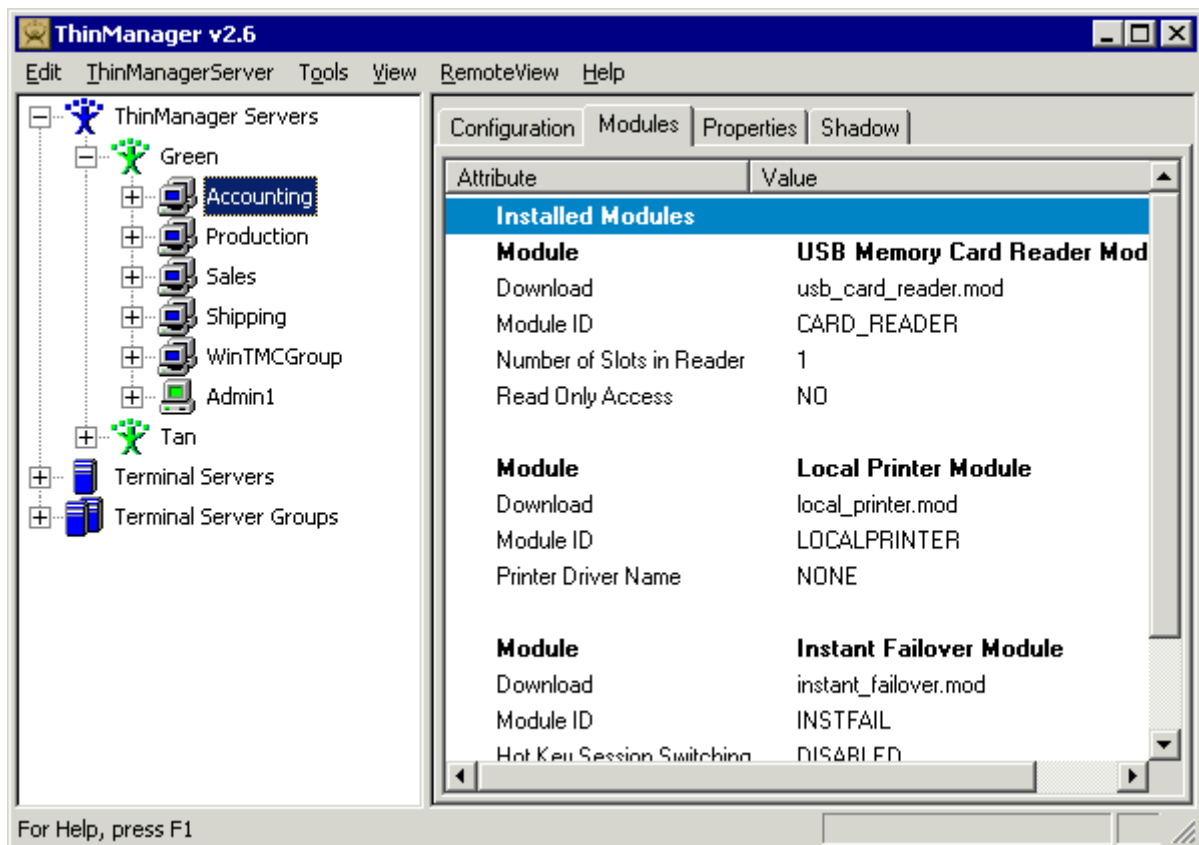 ThinManager v2.6
Edit ThinManagerServer Tools View RemoteView Help
ThinManager Servers
Green
Accounting
Production
Sales
Shipping
WinTMCGroup
Admin1
Tan
Terminal Servers
Terminal Server Groups
Configuration Modules Properties Shadow
Attribute Value
Installed Modules
Module USB Memory Card Reader Mod
Download usb_card_reader.mod
Module ID CARD_READER
Number of Slots in Reader 1
Read Only Access NO
Module Local Printer Module
Download local_printer.mod
Module ID LOCALPRINTER
Printer Driver Name NONE
Module Instant Failover Module
Download instant_failover.mod
Module ID INSTFAIL
Hot Key Session Switching DISABLED
For Help, press F1